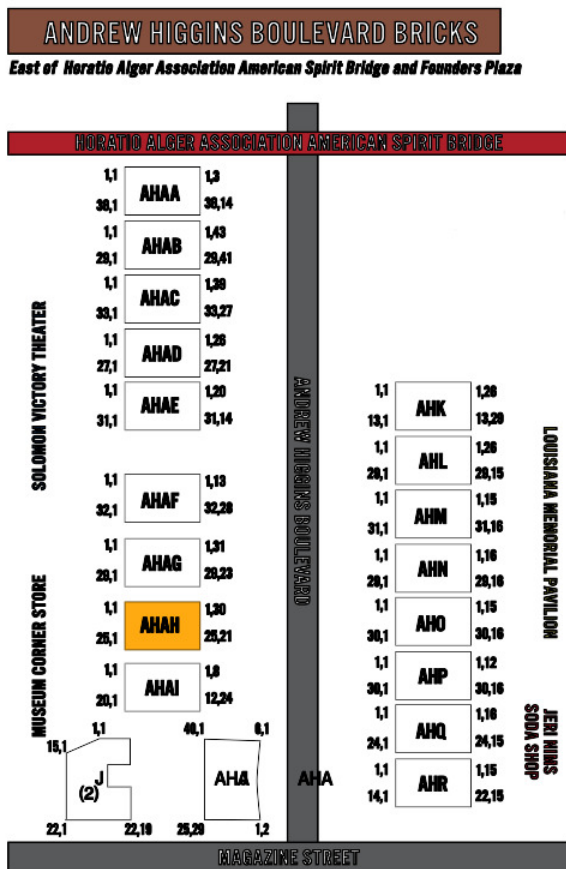 ANDREW HIGGINS BOULEVARD BRICKS
East of Horatio Alger Association American Spirit Bridge and Founders Plaza
HORATIO ALGER ASSOCIATION AMERICAN SPIRIT BRIDGE
SOLOMON VICTORY THEATER
MUSEUM CORNER STORE
1,1 AHAA 1,3
38,1 38,14
1,1 AHAB 1,43
29,1 29,41
1,1 AHAC 1,39
33,1 33,27
1,1 AHAD 1,26
27,1 27,21
1,1 AHAE 1,20
31,1 31,14
1,1 AHAF 1,13
32,1 32,28
1,1 AHAG 1,31
29,1 29,23
1,1 AHAH 1,30
25,1 25,21
1,1 AHAI 1,8
20,1 12,24
1,1
15,1
J
(2)
22,1 22,19
40,1 6,1
25,29 1,2
ANDREW HIGGINS BOULEVARD
AHA
1,1 AHK 1,26
13,1 13,29
1,1 AHL 1,26
29,1 29,15
1,1 AHM 1,15
31,1 31,16
1,1 AHN 1,16
29,1 29,16
1,1 AHO 1,15
30,1 30,16
1,1 AHP 1,12
30,1 30,16
1,1 AHQ 1,16
24,1 24,15
1,1 AHR 1,15
14,1 22,15
LOUISIANA MEMORIAL PAVILION
JERI NIMS
SODA SHOP
MAGAZINE STREET